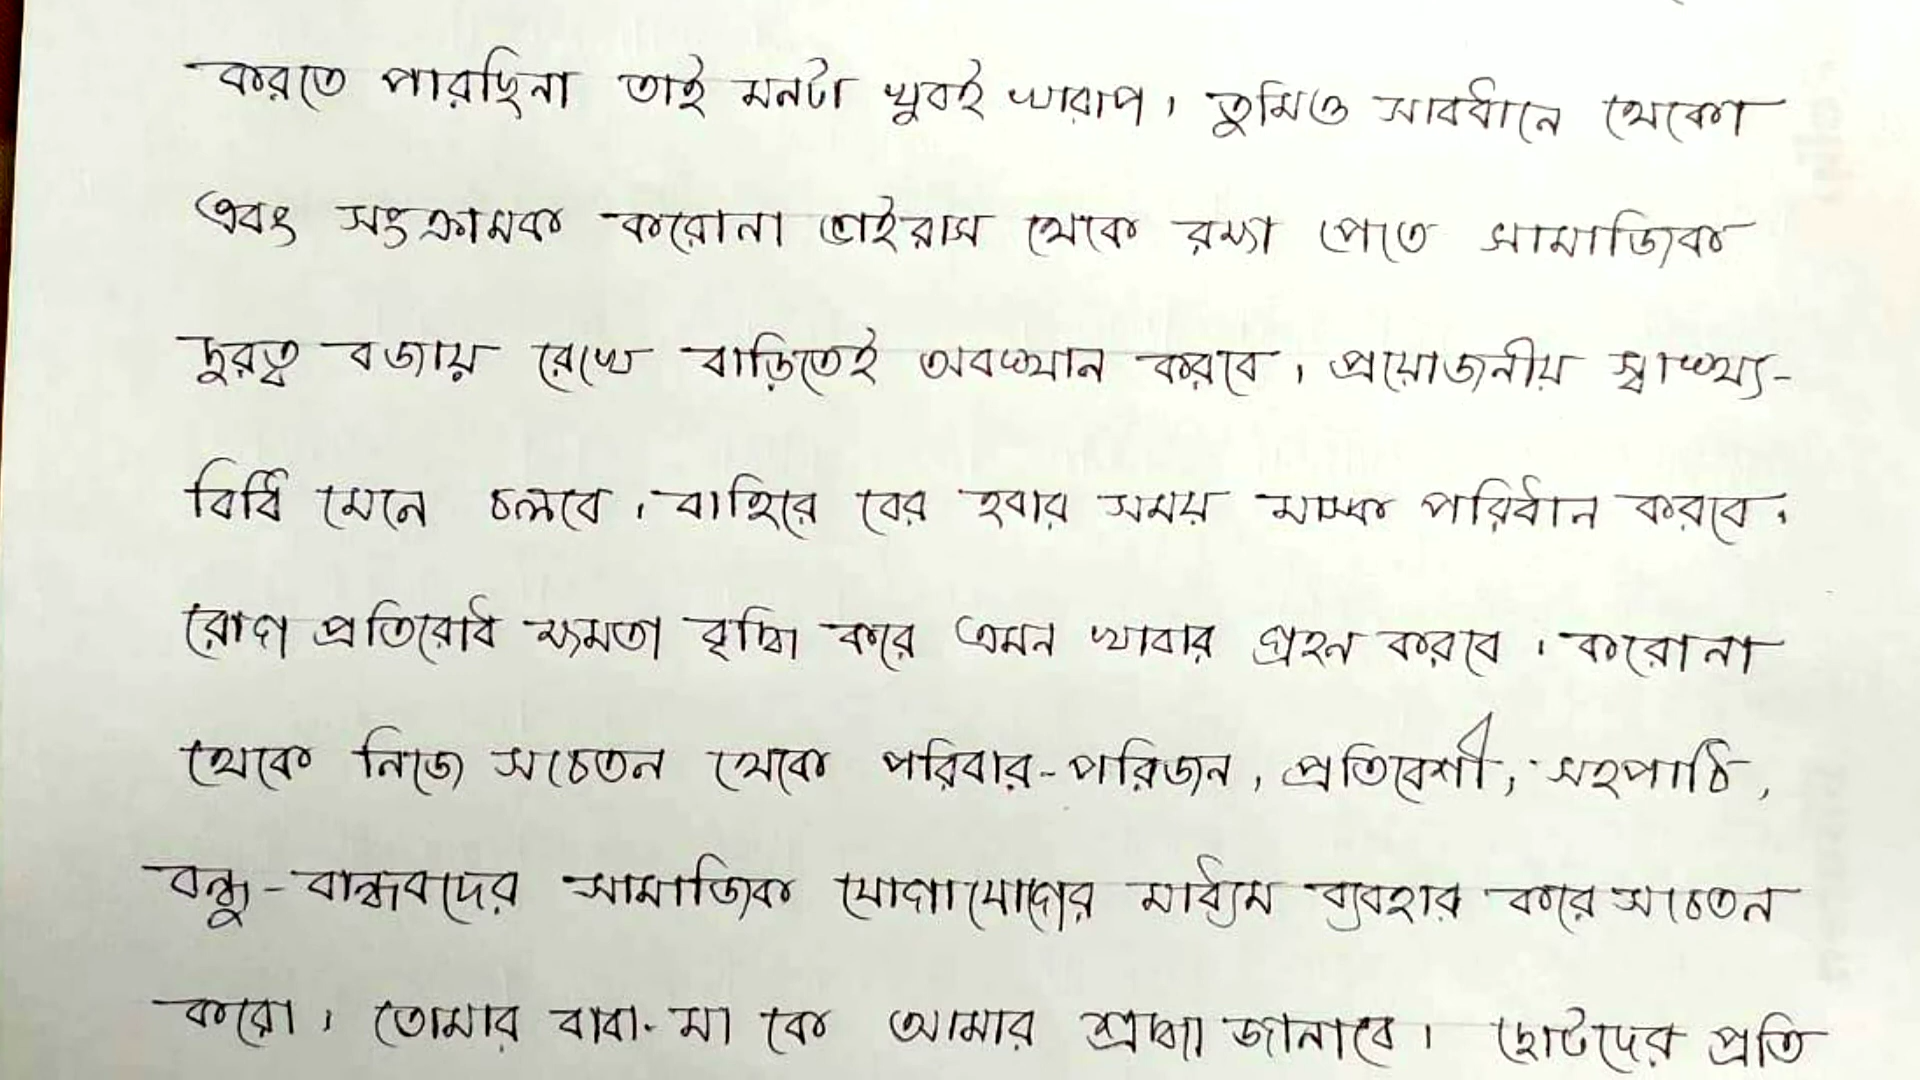 করতে পারছিনা তাই মনটা খুবই খারাপ। তুমিও সাবধানে থেকো
এবং সংক্রামক করোনা ভাইরাস থেকে রক্ষা পেতে সামাজিক
দুরত্ব বজায় রেখে বাড়িতেই অবস্থান করবে। প্রয়োজনীয় স্বাস্থ্য-
বিধি মেনে চলবে। বাহিরে বের হবার সময় মাস্ক পরিধান করবে।
রোগ প্রতিরোধ ক্ষমতা বৃদ্ধি করে এমন খাবার গ্রহন করবে। করোনা
থেকে নিজে সচেতন থেকে পরিবার-পরিজন, প্রতিবেশী, সহপাঠি,
বন্ধু-বান্ধবদের সামাজিক যোগাযোগের মাধ্যম ব্যবহার করে সচেতন
করো। তোমার বাবা-মা কে আমার শ্রদ্ধা জানাবে। ছোটদের প্রতি